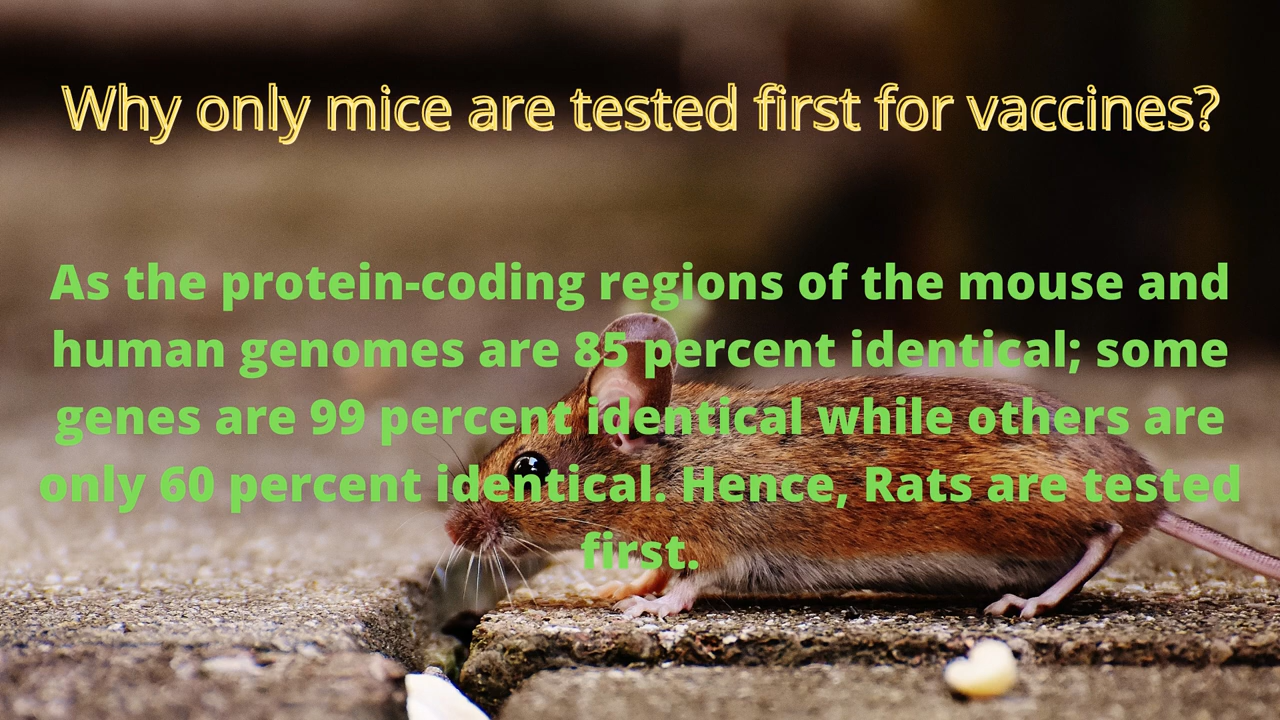 Why only mice are tested first for vaccines?
As the protein-coding regions of the mouse and
human genomes are 85 percent identical; some
genes are 99 percent identical while others are
only 60 percent identical. Hence, Rats are tested
first.